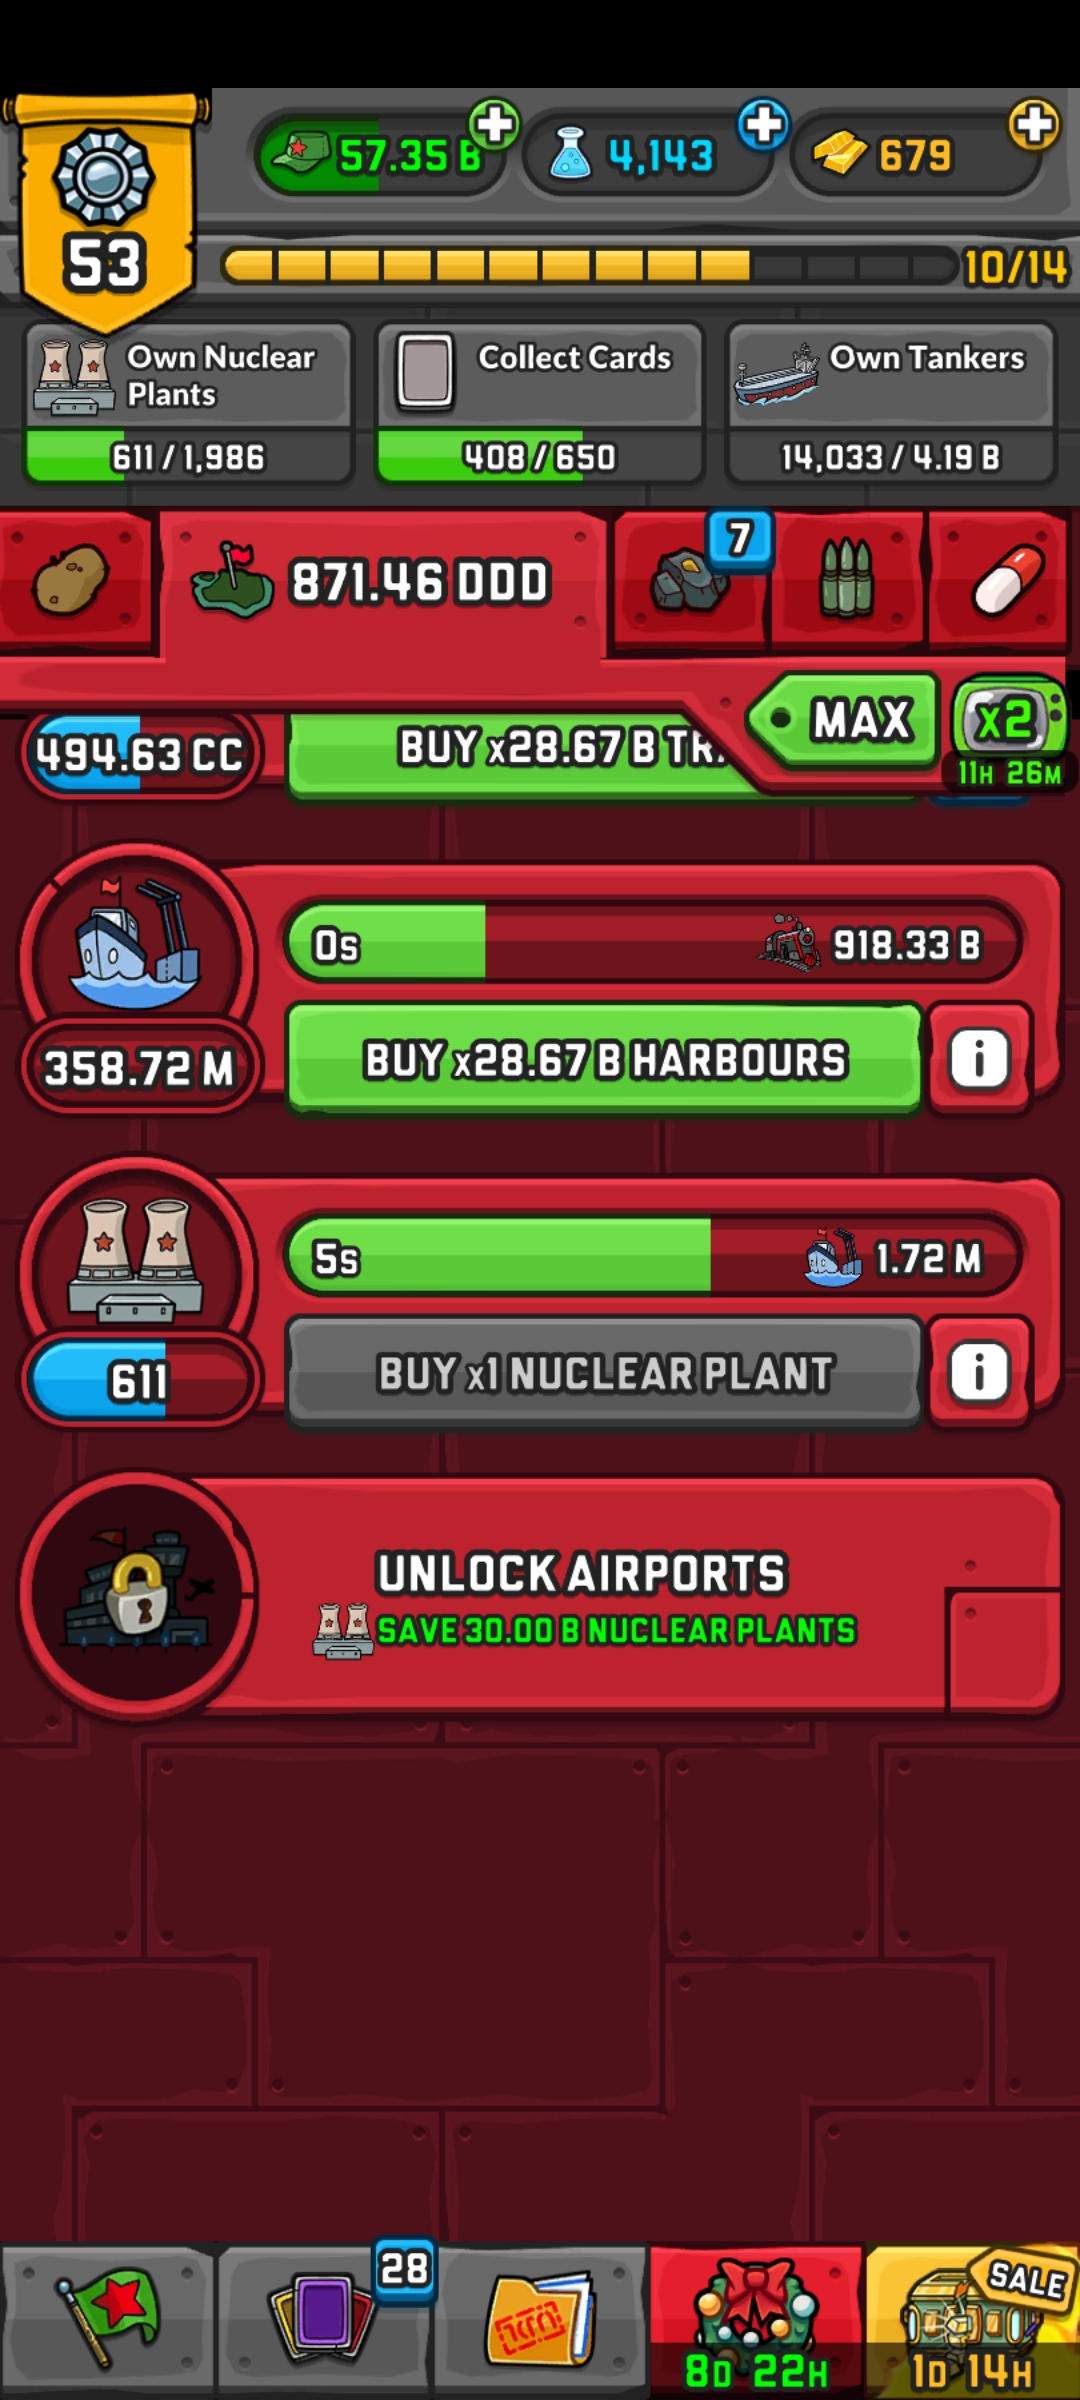 57.35 B
4,143
679
53
10/14
Own Nuclear
Plants
611 / 1,986
Collect Cards
408 / 650
Own Tankers
14,033 / 4.19 B
871.46 DDD
7
MAX
x2
11H 26M
494.63 CC
BUY x28.67 B TR
0s
918.33 B
358.72 M
BUY x28.67 B HARBOURS
i
5s
1.72 M
611
BUY x1 NUCLEAR PLANT
i
UNLOCK AIRPORTS
SAVE 30.00 B NUCLEAR PLANTS
28
SALE
8D 22H
1D 14H